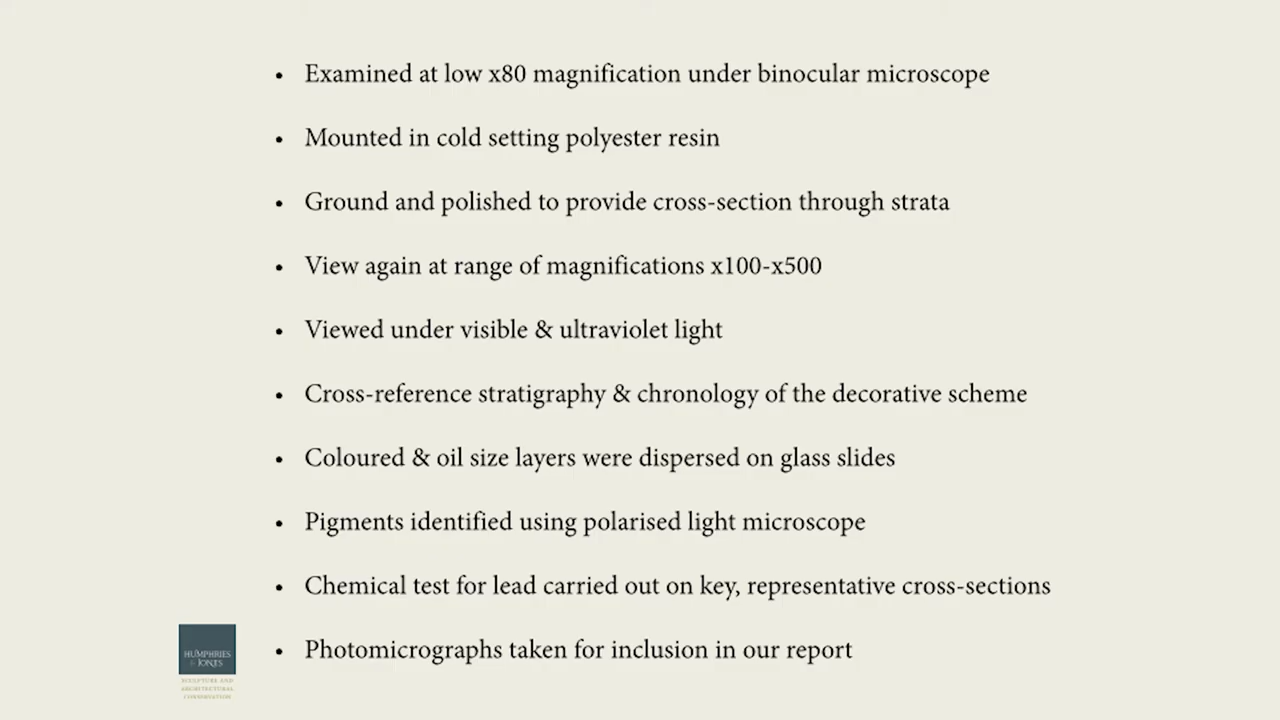 • Examined at low x80 magnification under binocular microscope
• Mounted in cold setting polyester resin
• Ground and polished to provide cross-section through strata
• View again at range of magnifications x100-x500
• Viewed under visible & ultraviolet light
• Cross-reference stratigraphy & chronology of the decorative scheme
• Coloured & oil size layers were dispersed on glass slides
• Pigments identified using polarised light microscope
• Chemical test for lead carried out on key, representative cross-sections
• Photomicrographs taken for inclusion in our report
HUMPHRIES
& JONES
SCULPTURE AND
ARCHITECTURAL
CONSERVATION